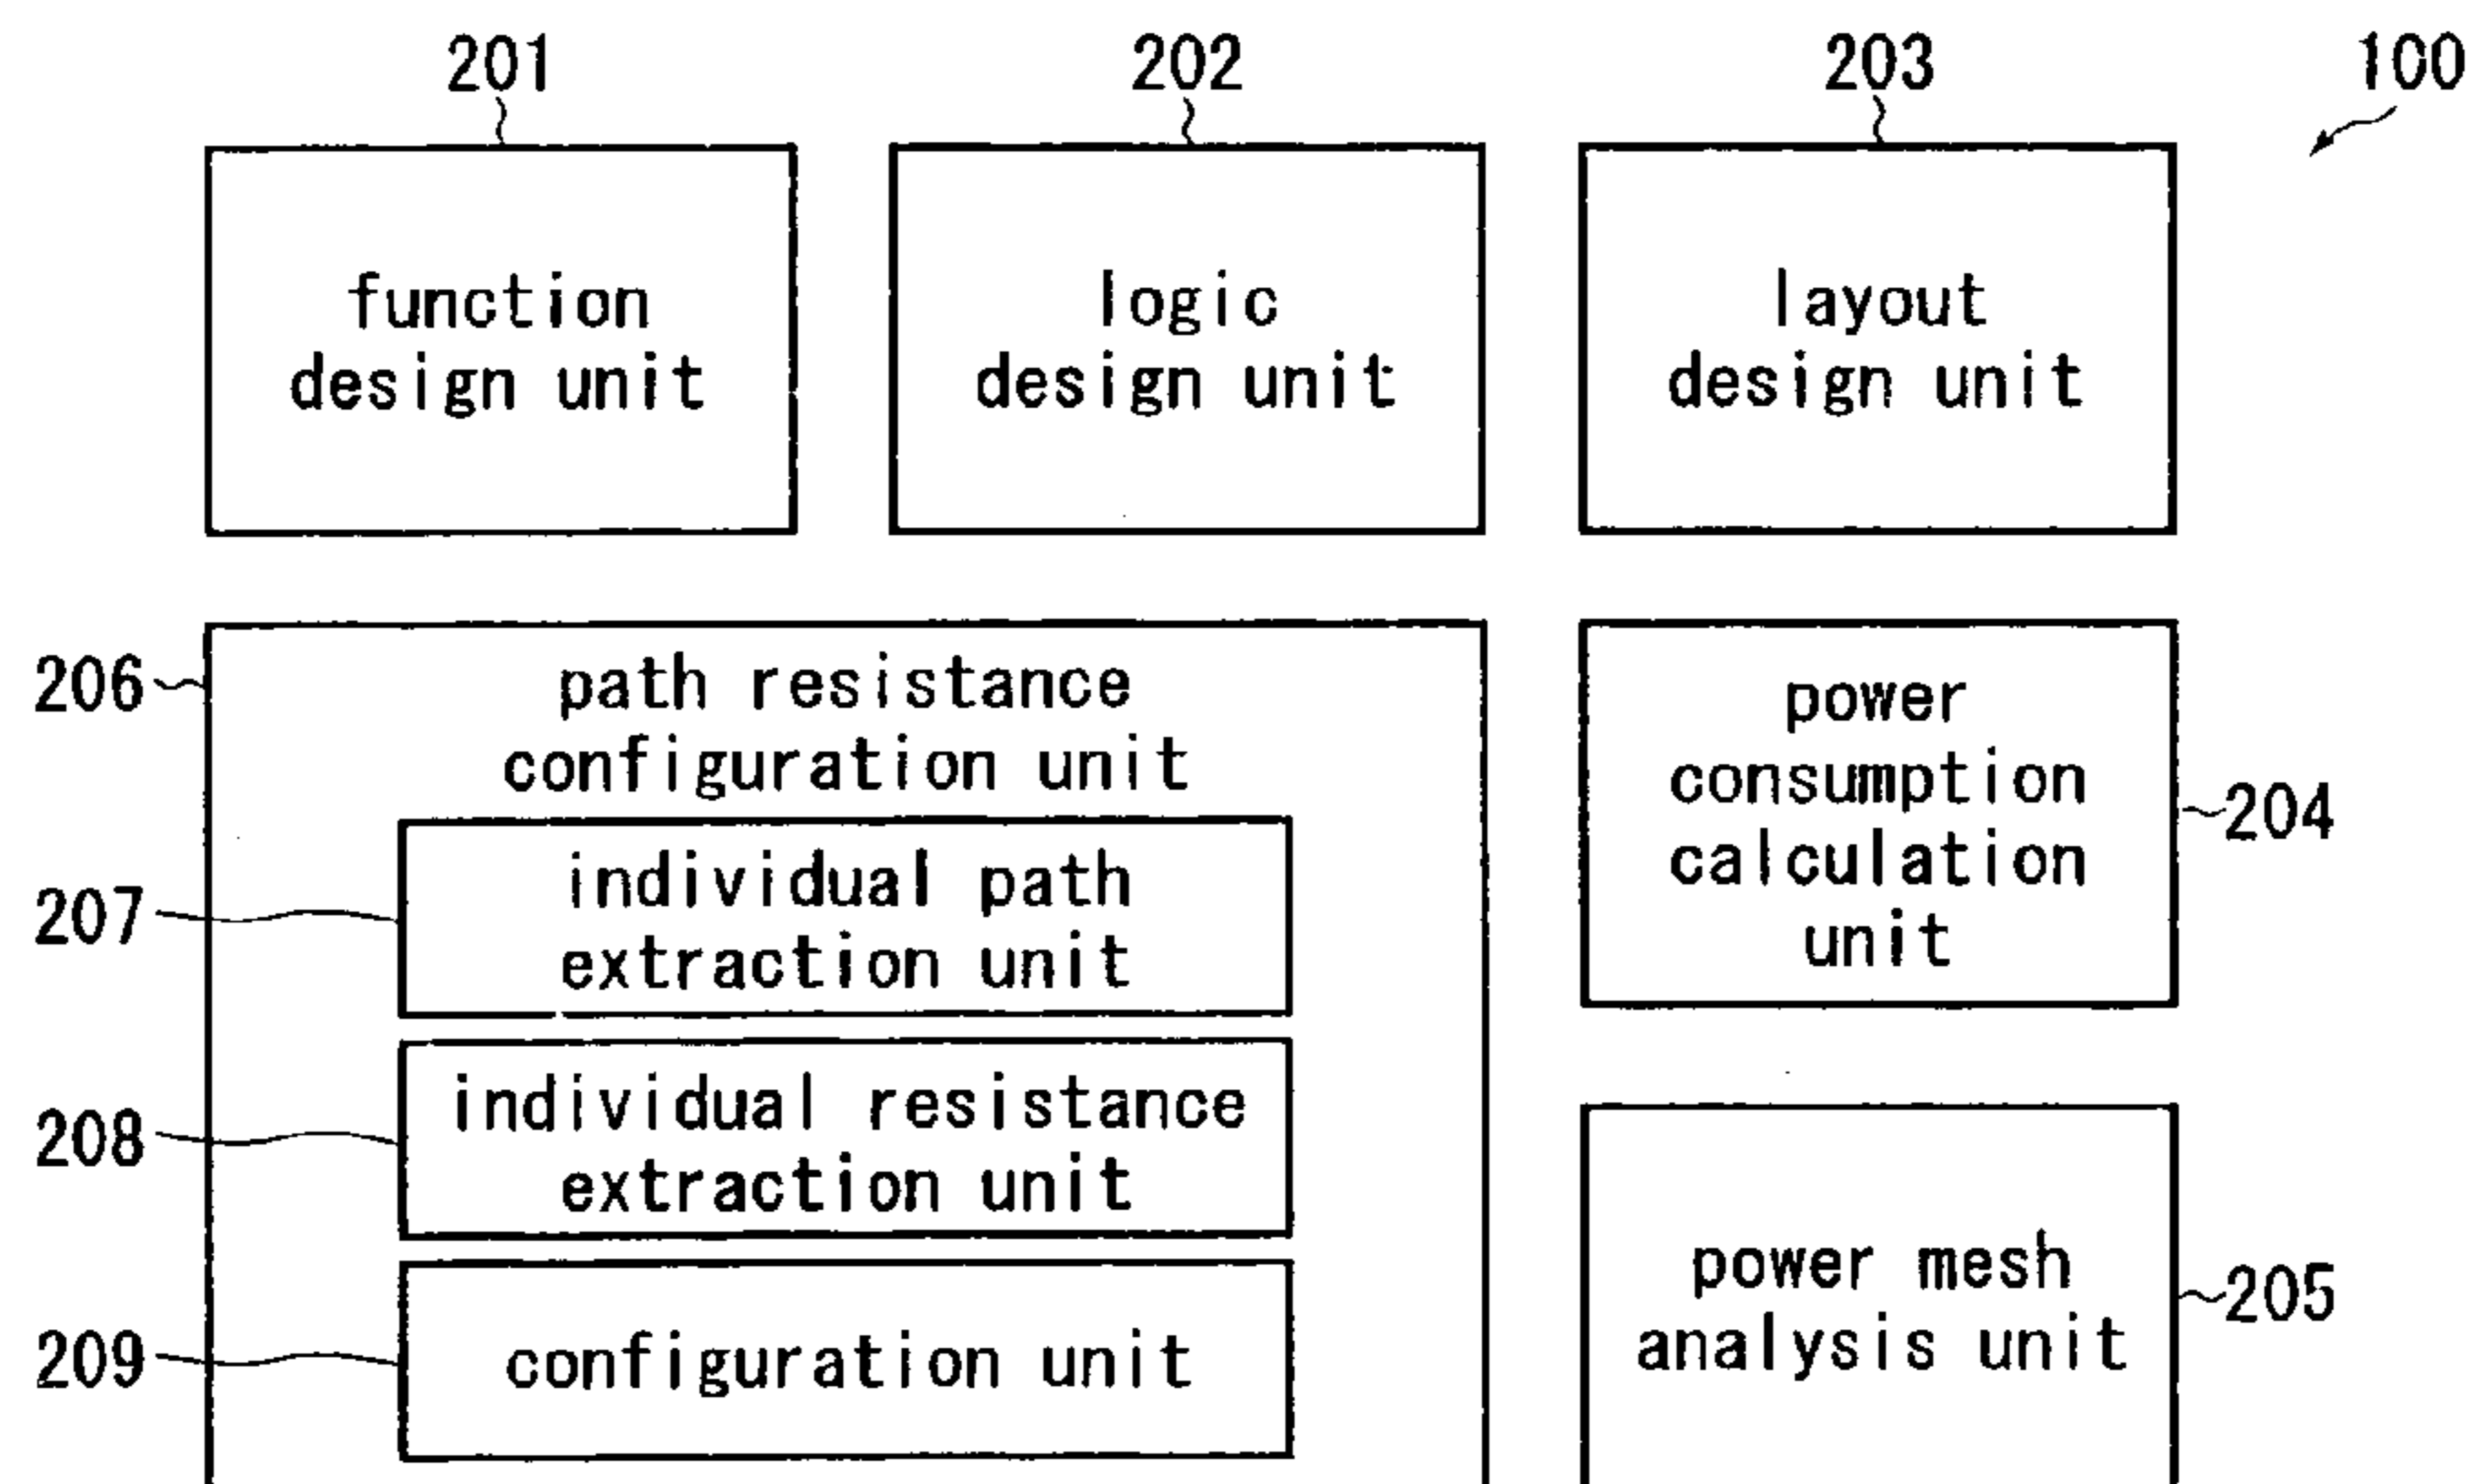 201
202
203
100
function
design unit
logic
design unit
layout
design unit
206
path resistance
configuration unit
power
consumption
calculation
unit
204
207
individual path
extraction unit
208
individual resistance
extraction unit
209
configuration unit
power mesh
analysis unit
205